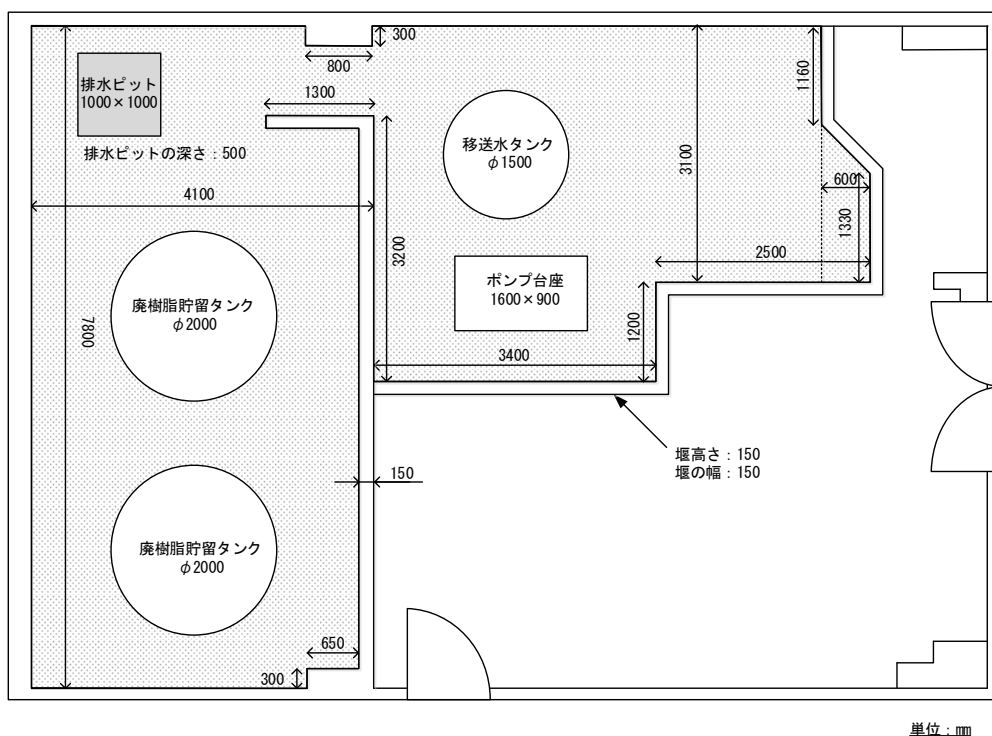 300
800
排水ピット
1000×1000
1300
1160
移送水タンク
φ1500
排水ピットの深さ：500
3100
4100
600
1330
3200
2500
ポンプ台座
1600×900
廃樹脂貯留タンク
φ2000
7800
1200
3400
堰高さ：150
堰の幅：150
150
廃樹脂貯留タンク
φ2000
650
300
単位：㎜